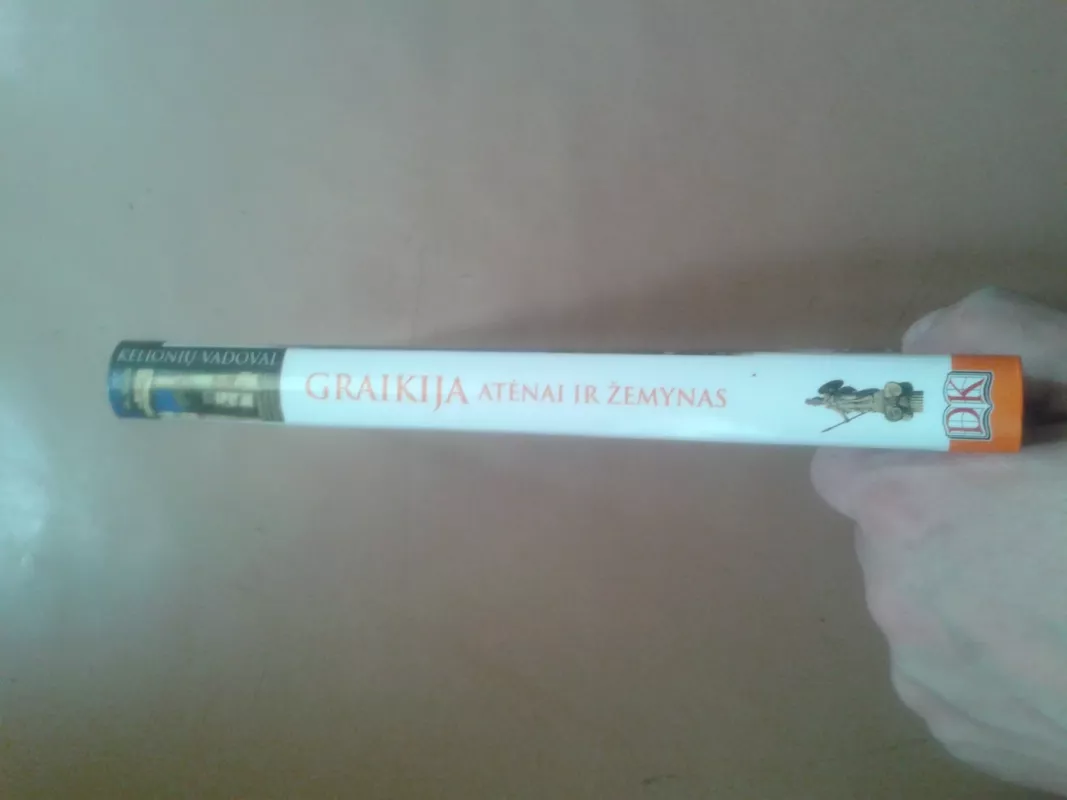 KELIONIŲ VADOVAI
GRAIKIJA ATĖNAI IR ŽEMYNAS
DK